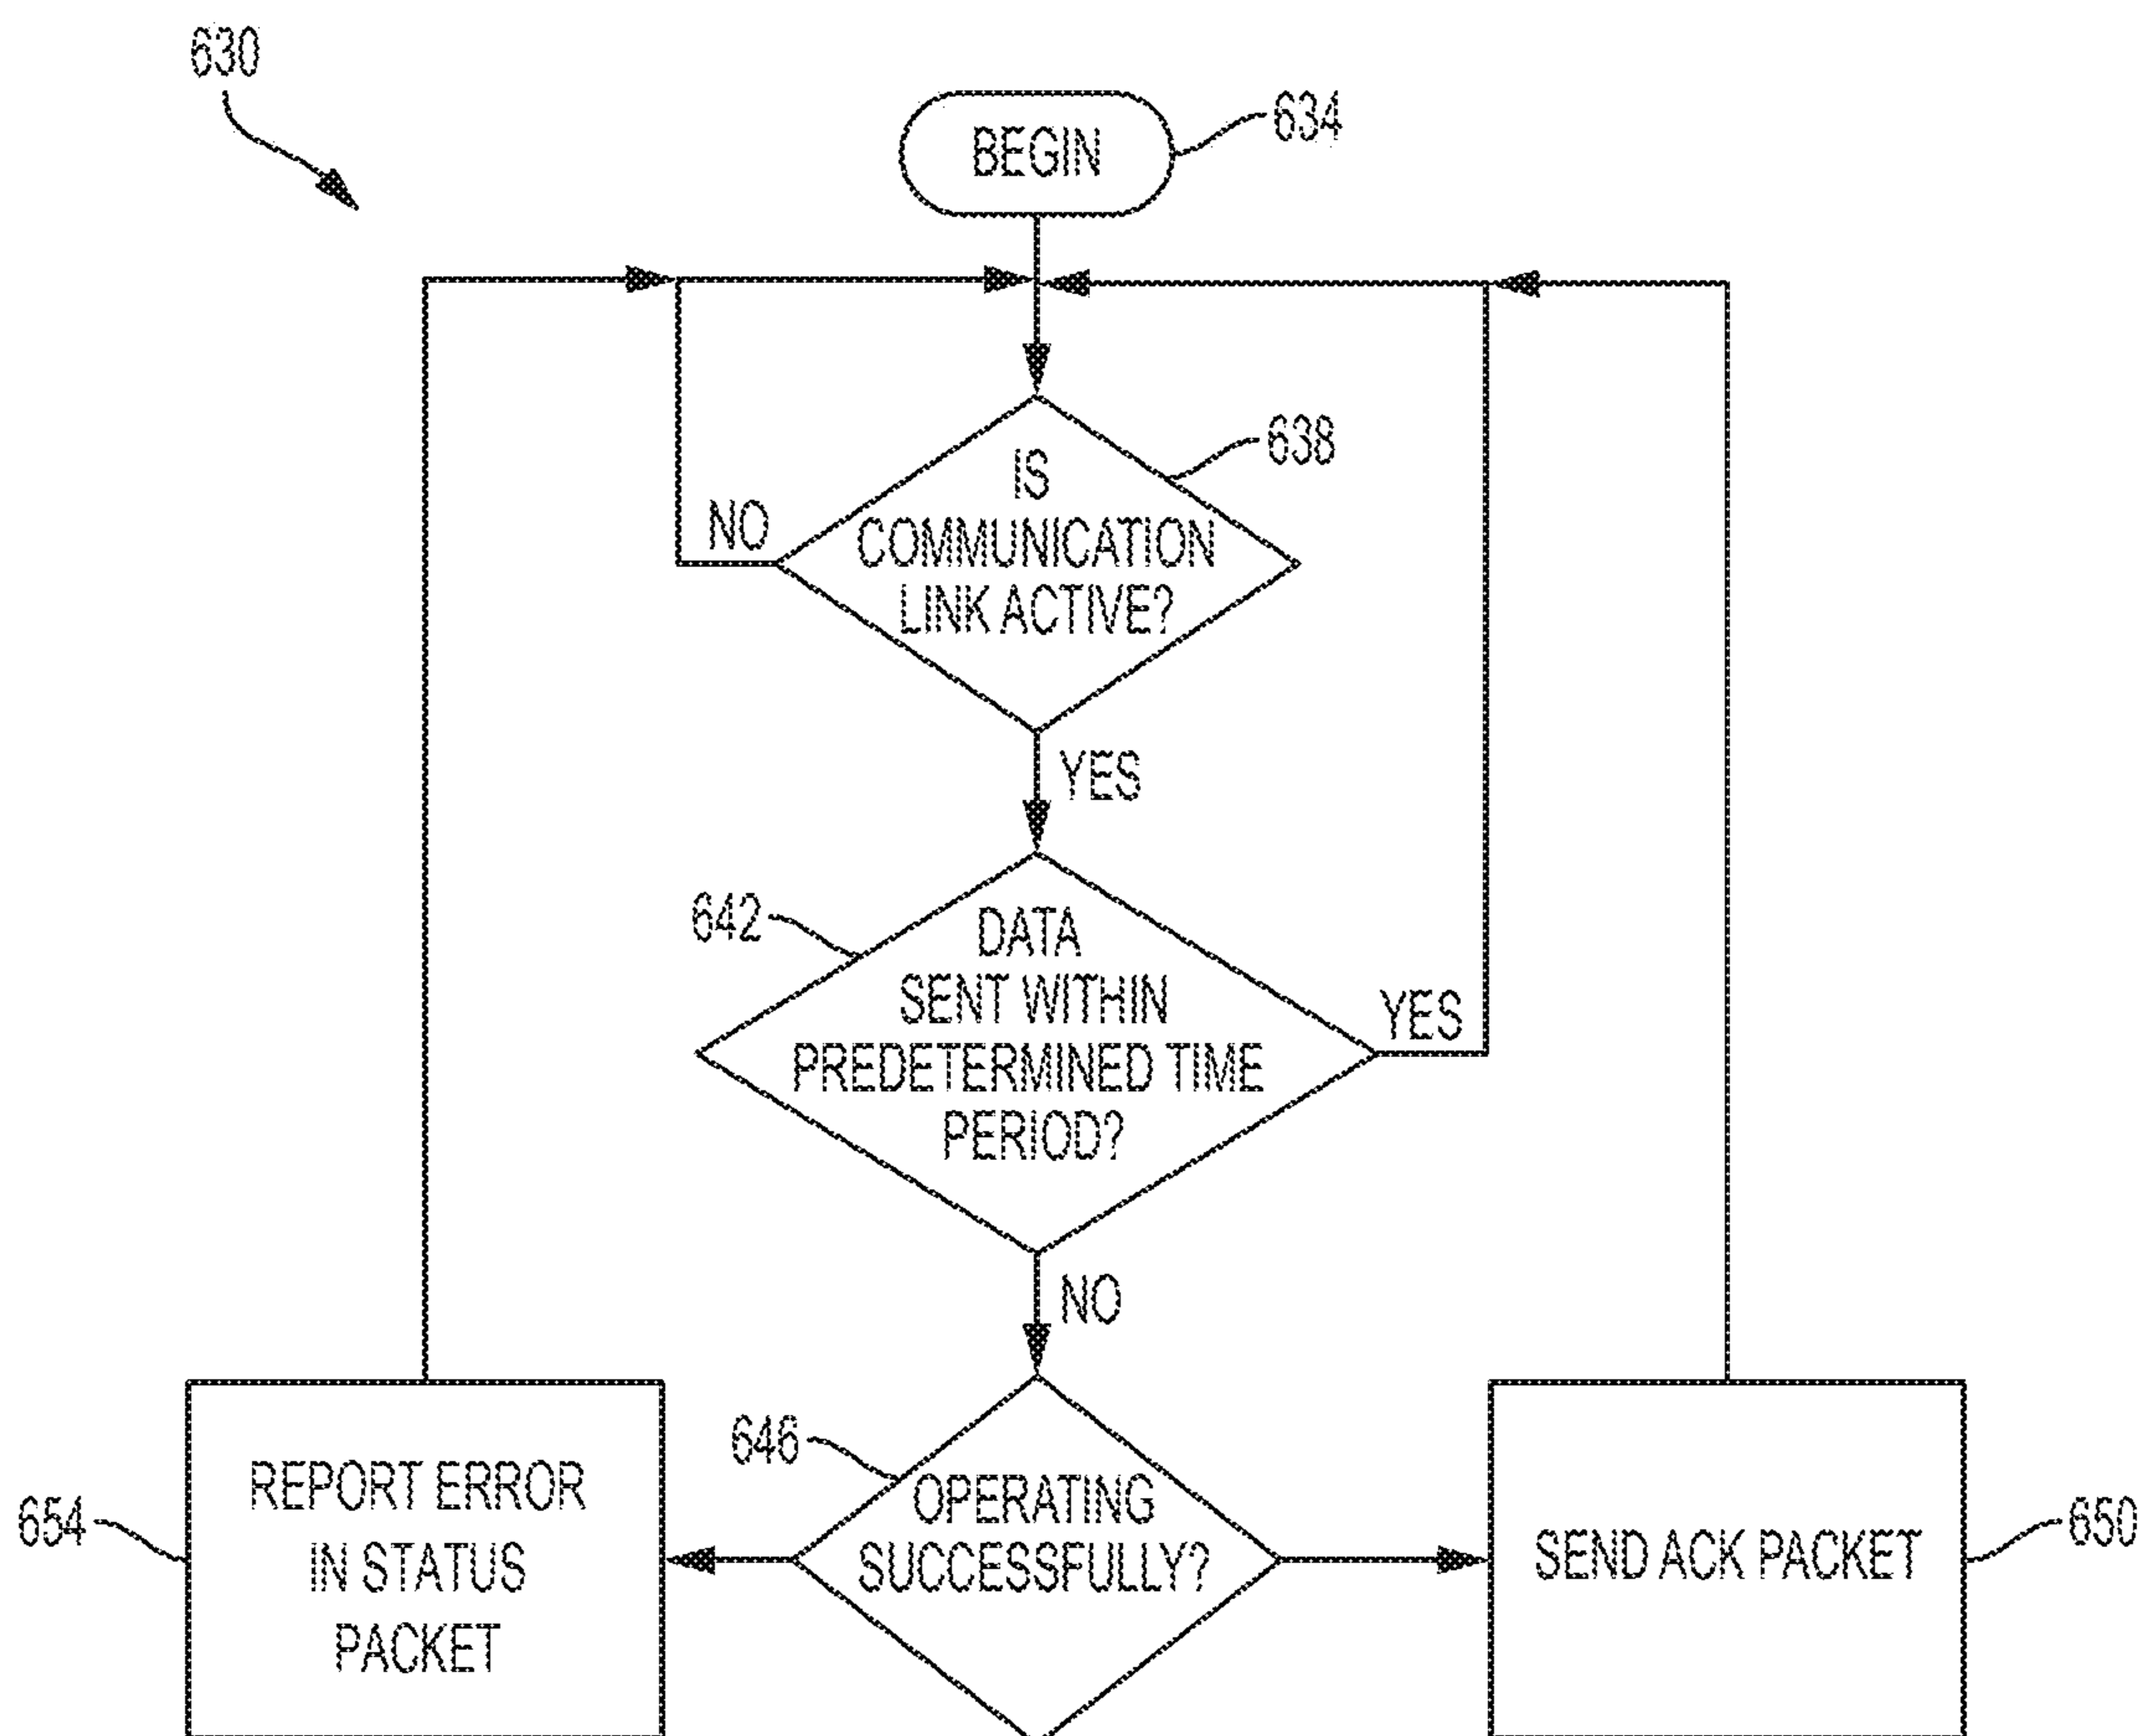 630
BEGIN
634
IS
COMMUNICATION
LINK ACTIVE?
638
NO
YES
642
DATA
SENT WITHIN
PREDETERMINED TIME
PERIOD?
YES
NO
646
OPERATING
SUCCESSFULLY?
654
REPORT ERROR
IN STATUS
PACKET
SEND ACK PACKET
650